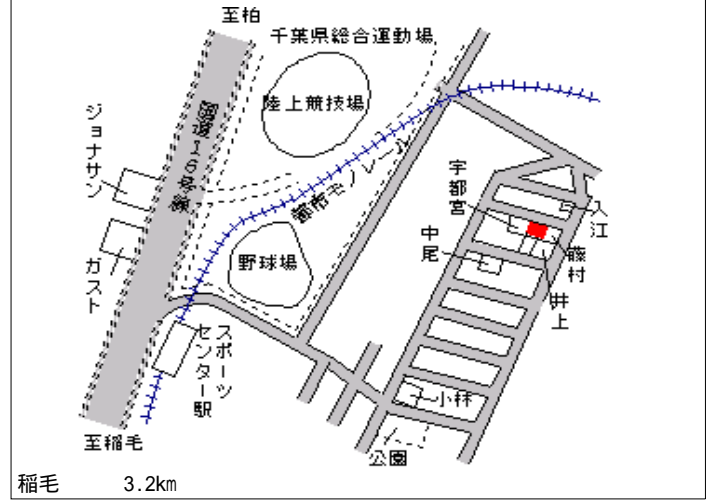 至柏
千葉県総合運動場
陸上競技場
国道16号線
ジョナサン
都市モノレール
宇都宮
入江
中尾
藤村
野球場
ガスト
井上
スポーツ
センター駅
小林
至稲毛
公園
稲毛 3.2km